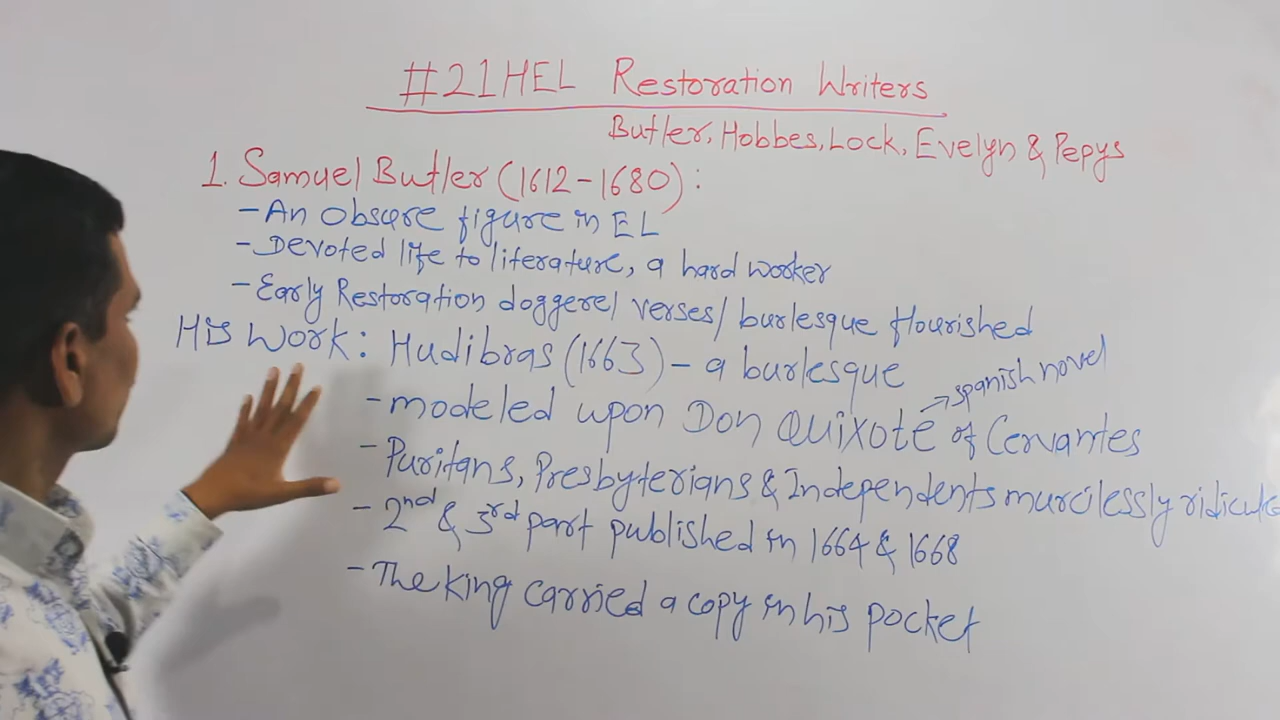 #21HEL Restoration Writers
Butler, Hobbes, Lock, Evelyn & Pepys
1. Samuel Butler (1612-1680):
- An Obscure figure in EL
- Devoted life to literature, a hard worker
- Early Restoration doggerel verses/ burlesque flourished
His Work: Hudibras (1663) - a burlesque
- modeled upon Don Quixote → spanish novel of Cervantes
- Puritans, Presbyterians & Independents murcilessly ridicule
- 2nd & 3rd part published in 1664 & 1668
- The king carried a copy in his pocket